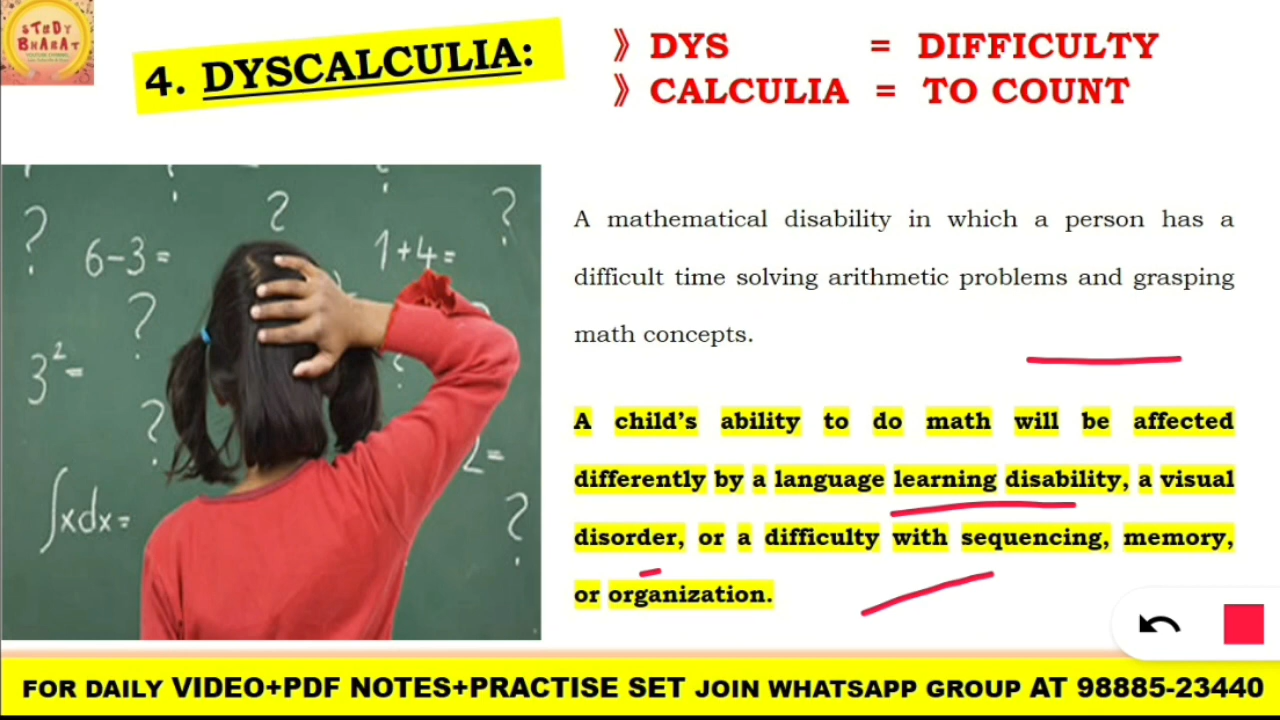 STUDY
BHARAT
4. DYSCALCULIA:
》 DYS = DIFFICULTY
》 CALCULIA = TO COUNT
? ? ? ? ?
6-3= 1+4=
?
3²= ?
?
2=
∫xdx= ?
A mathematical disability in which a person has a
difficult time solving arithmetic problems and grasping
math concepts.
A child's ability to do math will be affected
differently by a language learning disability, a visual
disorder, or a difficulty with sequencing, memory,
or organization.
FOR DAILY VIDEO+PDF NOTES+PRACTISE SET JOIN WHATSAPP GROUP AT 98885-23440